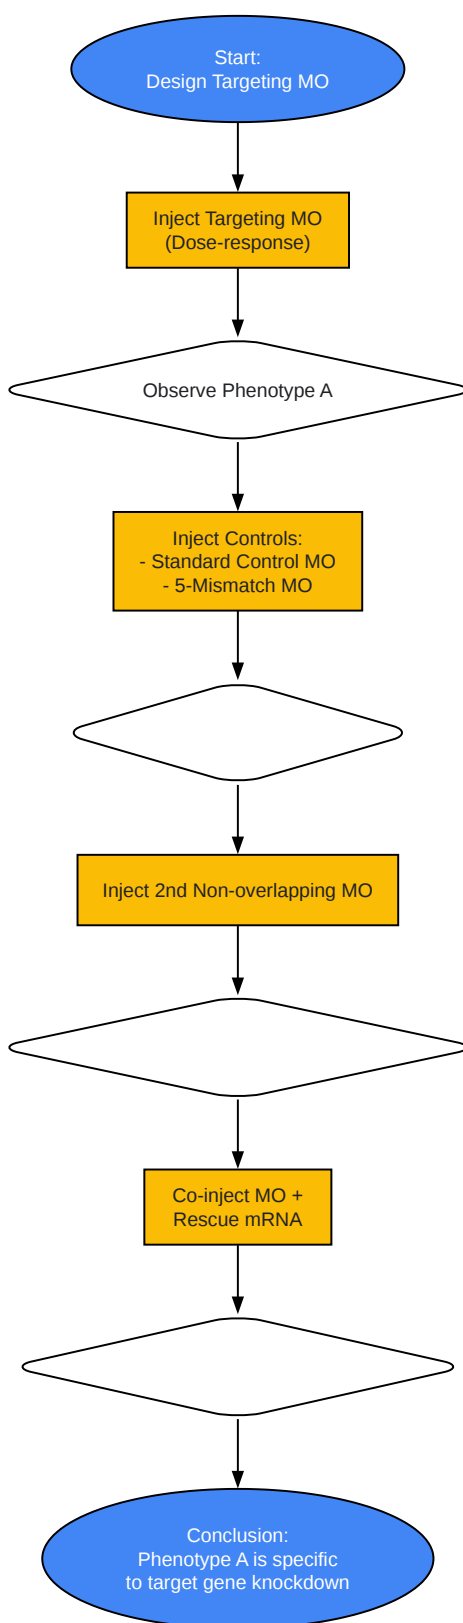 Start:
Design Targeting MO
Inject Targeting MO
(Dose-response)
Observe Phenotype A
Inject Controls:
- Standard Control MO
- 5-Mismatch MO
Inject 2nd Non-overlapping MO
Co-inject MO +
Rescue mRNA
Conclusion:
Phenotype A is specific
to target gene knockdown